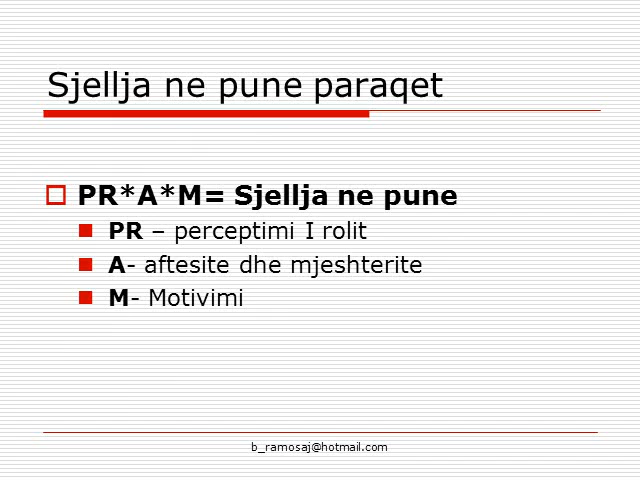 Sjellja ne pune paraqet
PR*A*M= Sjellja ne pune
PR – perceptimi I rolit
A- aftesite dhe mjeshterite
M- Motivimi
b_ramosaj@hotmail.com